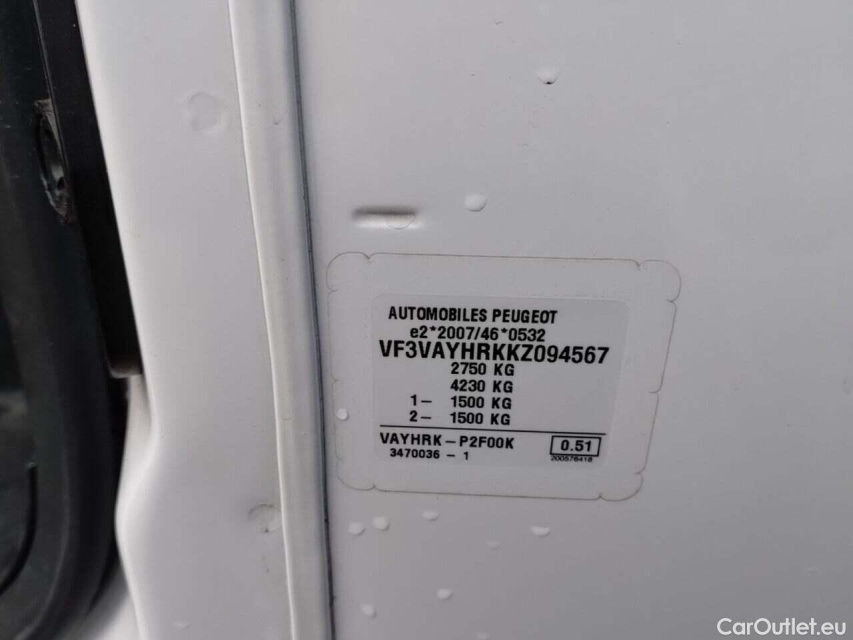 AUTOMOBILES PEUGEOT
e2*2007/46*0532
VF3VAYHRKKZ094567
2750 KG
4230 KG
1- 1500 KG
2- 1500 KG
VAYHRK-P2F00K 0.51
3470036 - 1 200576418
CarOutlet.eu